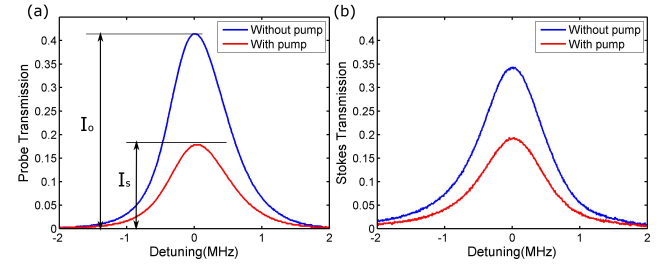 (a)
Without pump
With pump
Probe Transmission
0.4
0.35
0.3
0.25
0.2
0.15
0.1
0.05
0
-2
-1
0
1
2
Detuning(MHz)
Io
Is
(b)
Without pump
With pump
Stokes Transmission
0.4
0.35
0.3
0.25
0.2
0.15
0.1
0.05
0
-2
-1
0
1
2
Detuning(MHz)